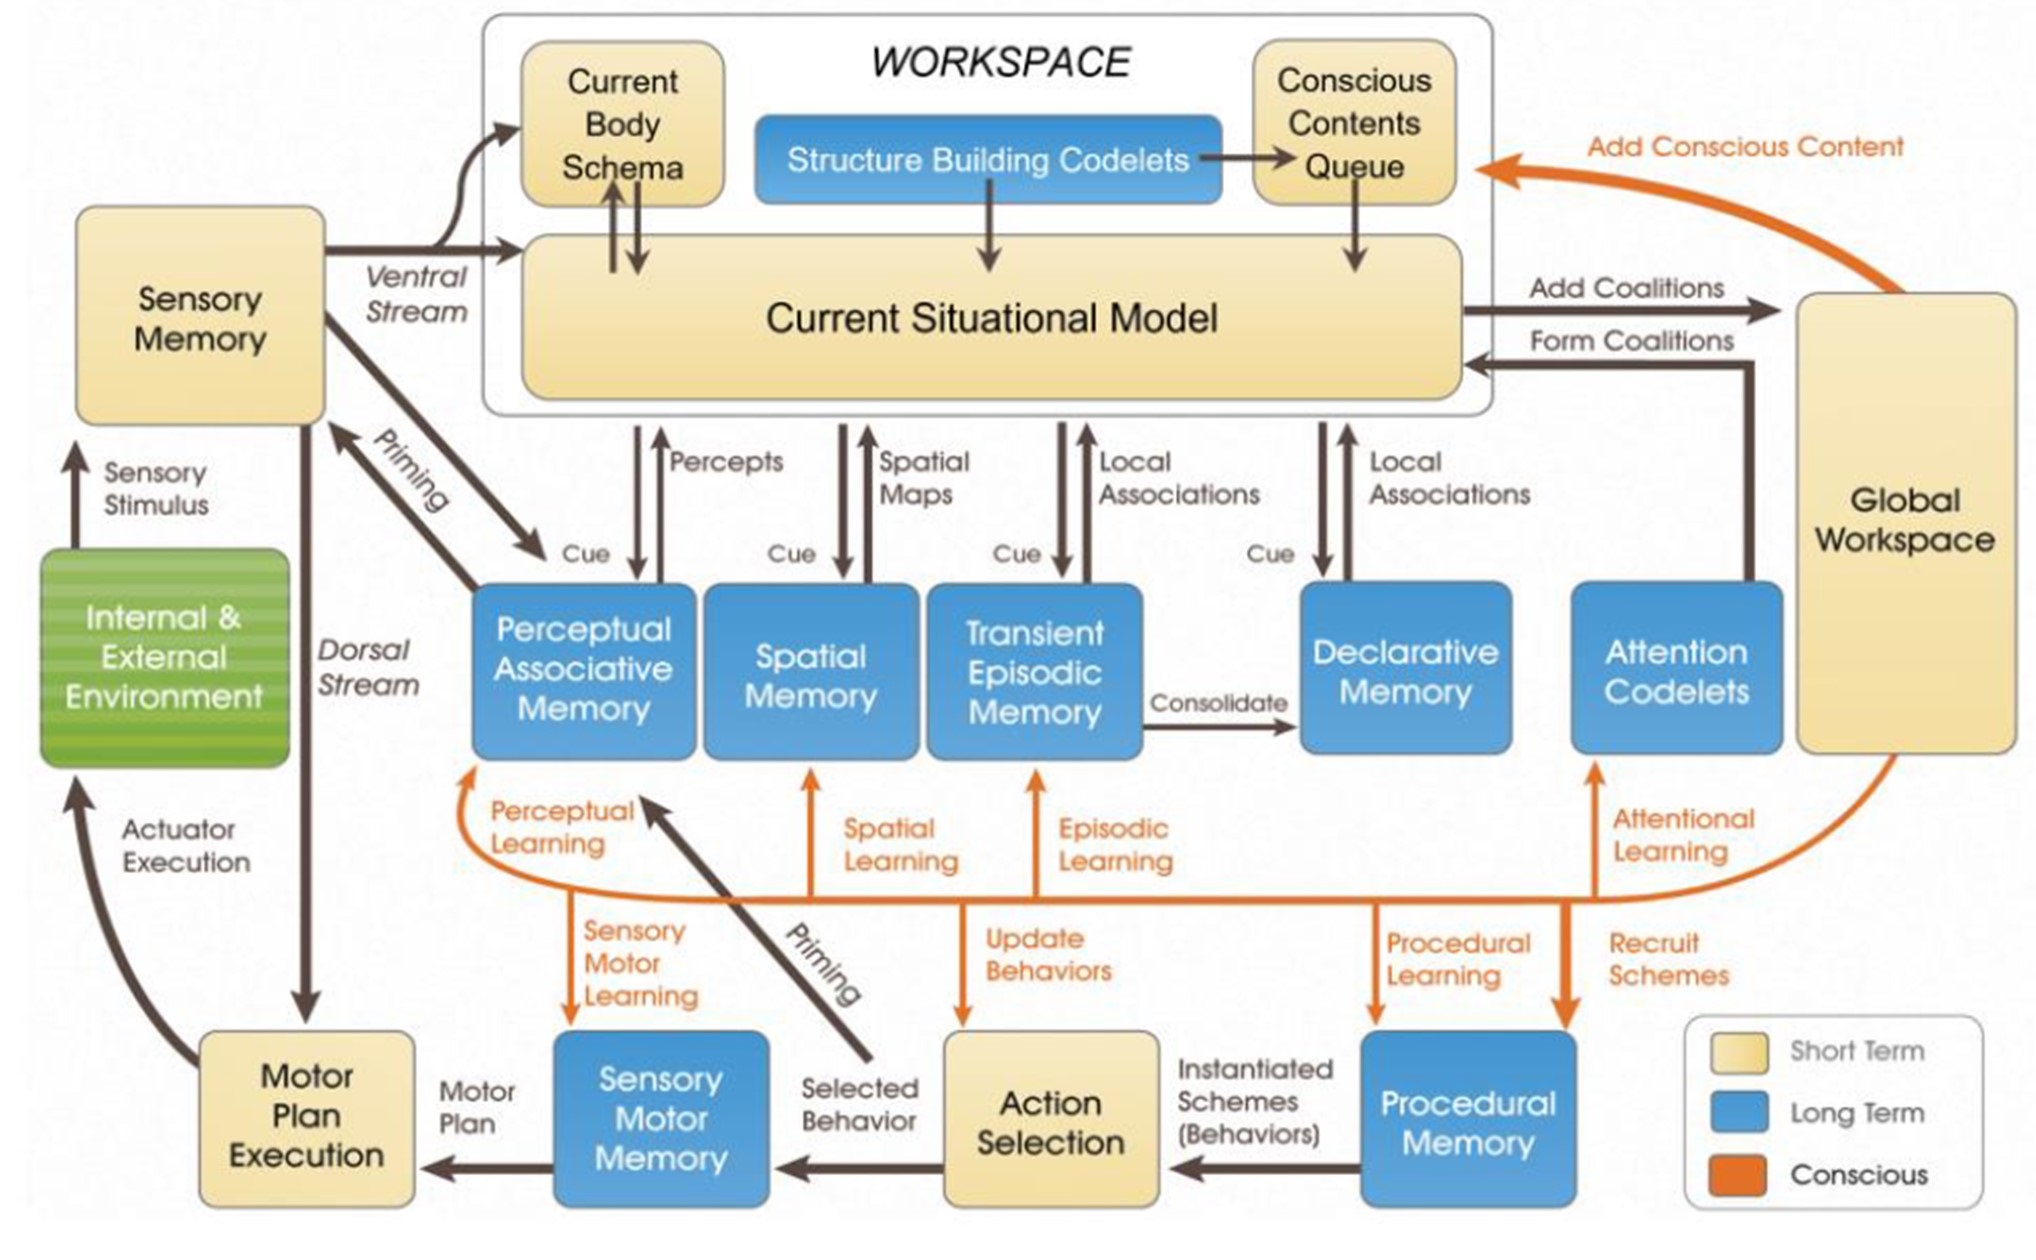 WORKSPACE
Current
Body
Schema
Structure Building Codelets
Conscious
Contents
Queue
Add Conscious Content
Sensory
Memory
Ventral
Stream
Current Situational Model
Add Coalitions
Form Coalitions
Priming
Sensory
Stimulus
Percepts
Cue
Spatial
Maps
Cue
Local
Associations
Cue
Local
Associations
Cue
Global
Workspace
Internal &
External
Environment
Dorsal
Stream
Perceptual
Associative
Memory
Spatial
Memory
Transient
Episodic
Memory
Consolidate
Declarative
Memory
Attention
Codelets
Actuator
Execution
Perceptual
Learning
Spatial
Learning
Episodic
Learning
Attentional
Learning
Sensory
Motor
Learning
Priming
Update
Behaviors
Procedural
Learning
Recruit
Schemes
Motor
Plan
Execution
Motor
Plan
Sensory
Motor
Memory
Selected
Behavior
Action
Selection
Instantiated
Schemes
(Behaviors)
Procedural
Memory
Short Term
Long Term
Conscious